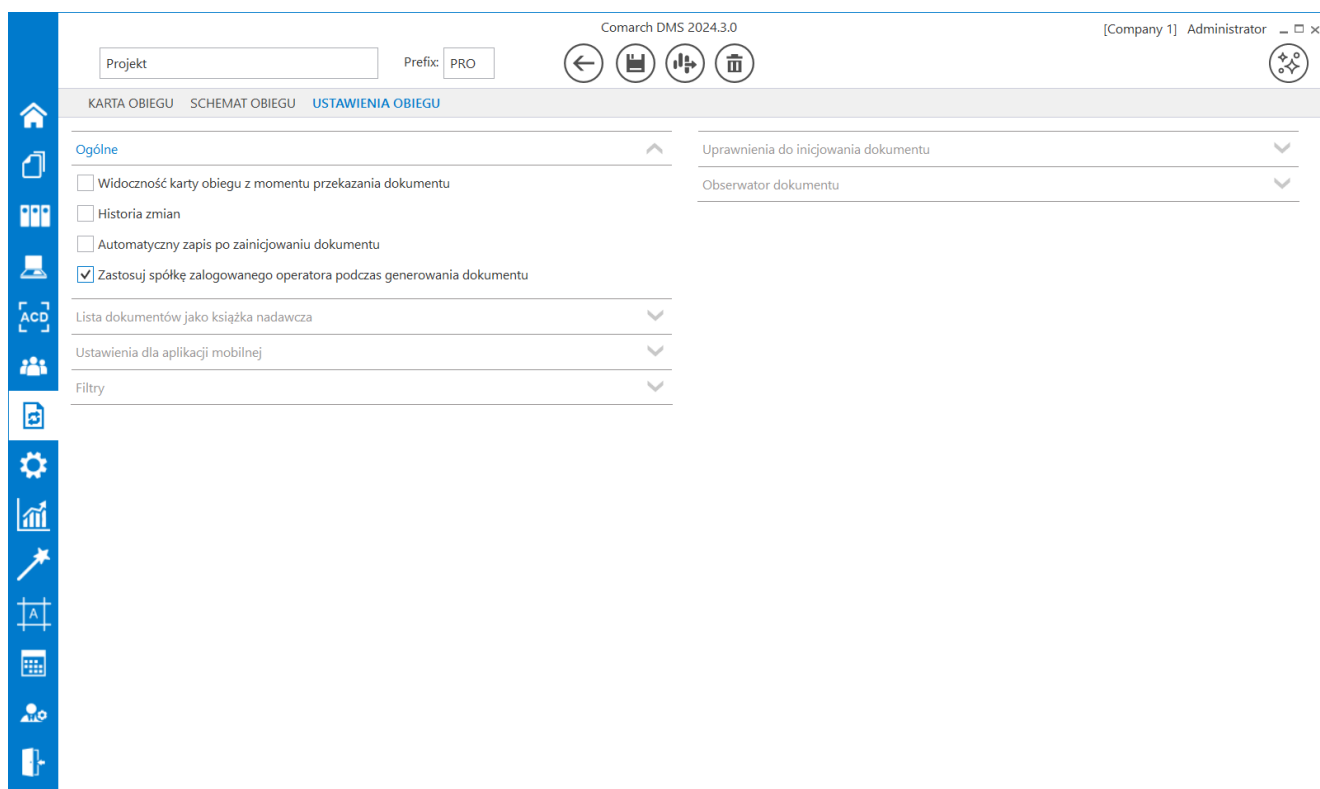 Comarch DMS 2024.3.0
[Company 1] Administrator
Projekt Prefix: PRO
KARTA OBIEGU SCHEMAT OBIEGU USTAWIENIA OBIEGU
Ogólne
Widoczność karty obiegu z momentu przekazania dokumentu
Historia zmian
Automatyczny zapis po zainicjowaniu dokumentu
Zastosuj spółkę zalogowanego operatora podczas generowania dokumentu
Lista dokumentów jako książka nadawcza
Ustawienia dla aplikacji mobilnej
Filtry
Uprawnienia do inicjowania dokumentu
Obserwator dokumentu
ACD
A